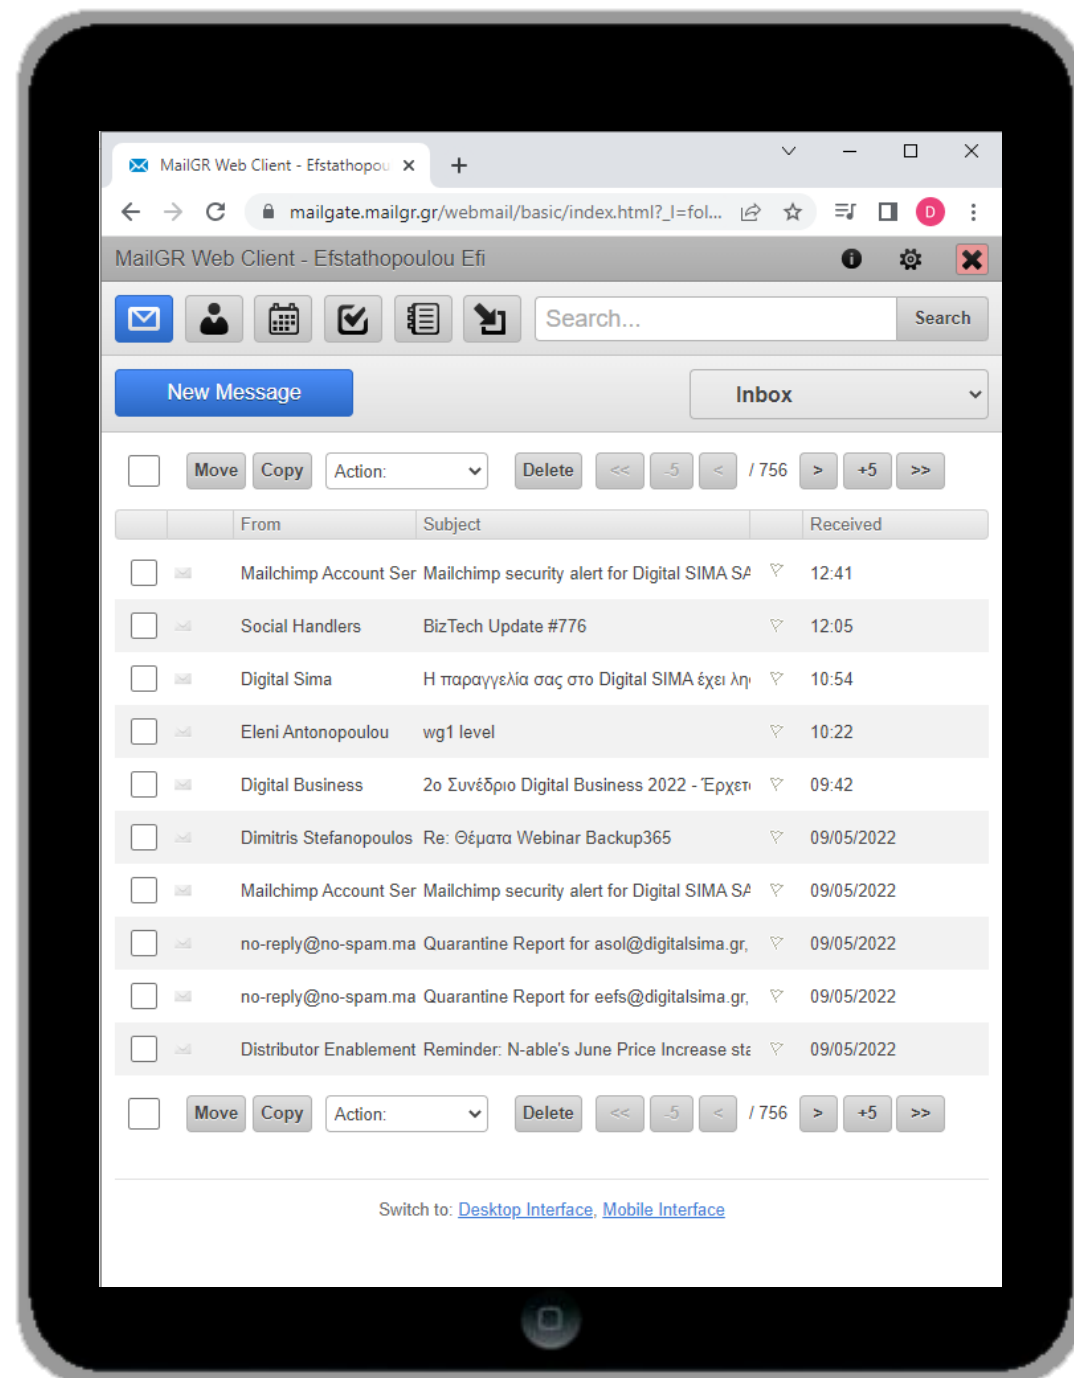 MailGR Web Client - Efstathopou
mailgate.mailgr.gr/webmail/basic/index.html?_l=fol...
D
MailGR Web Client - Efstathopoulou Efi
Search...
Search
New Message
Inbox
Move Copy Action: Delete << -5 < / 756 > +5 >>
From Subject Received
Mailchimp Account Ser Mailchimp security alert for Digital SIMA SA 12:41
Social Handlers BizTech Update #776 12:05
Digital Sima Η παραγγελία σας στο Digital SIMA έχει λη 10:54
Eleni Antonopoulou wg1 level 10:22
Digital Business 2ο Συνέδριο Digital Business 2022 - Έρχετ 09:42
Dimitris Stefanopoulos Re: Θέματα Webinar Backup365 09/05/2022
Mailchimp Account Ser Mailchimp security alert for Digital SIMA SA 09/05/2022
no-reply@no-spam.ma Quarantine Report for asol@digitalsima.gr, 09/05/2022
no-reply@no-spam.ma Quarantine Report for eefs@digitalsima.gr, 09/05/2022
Distributor Enablement Reminder: N-able's June Price Increase sta 09/05/2022
Move Copy Action: Delete << -5 < / 756 > +5 >>
Switch to: Desktop Interface, Mobile Interface